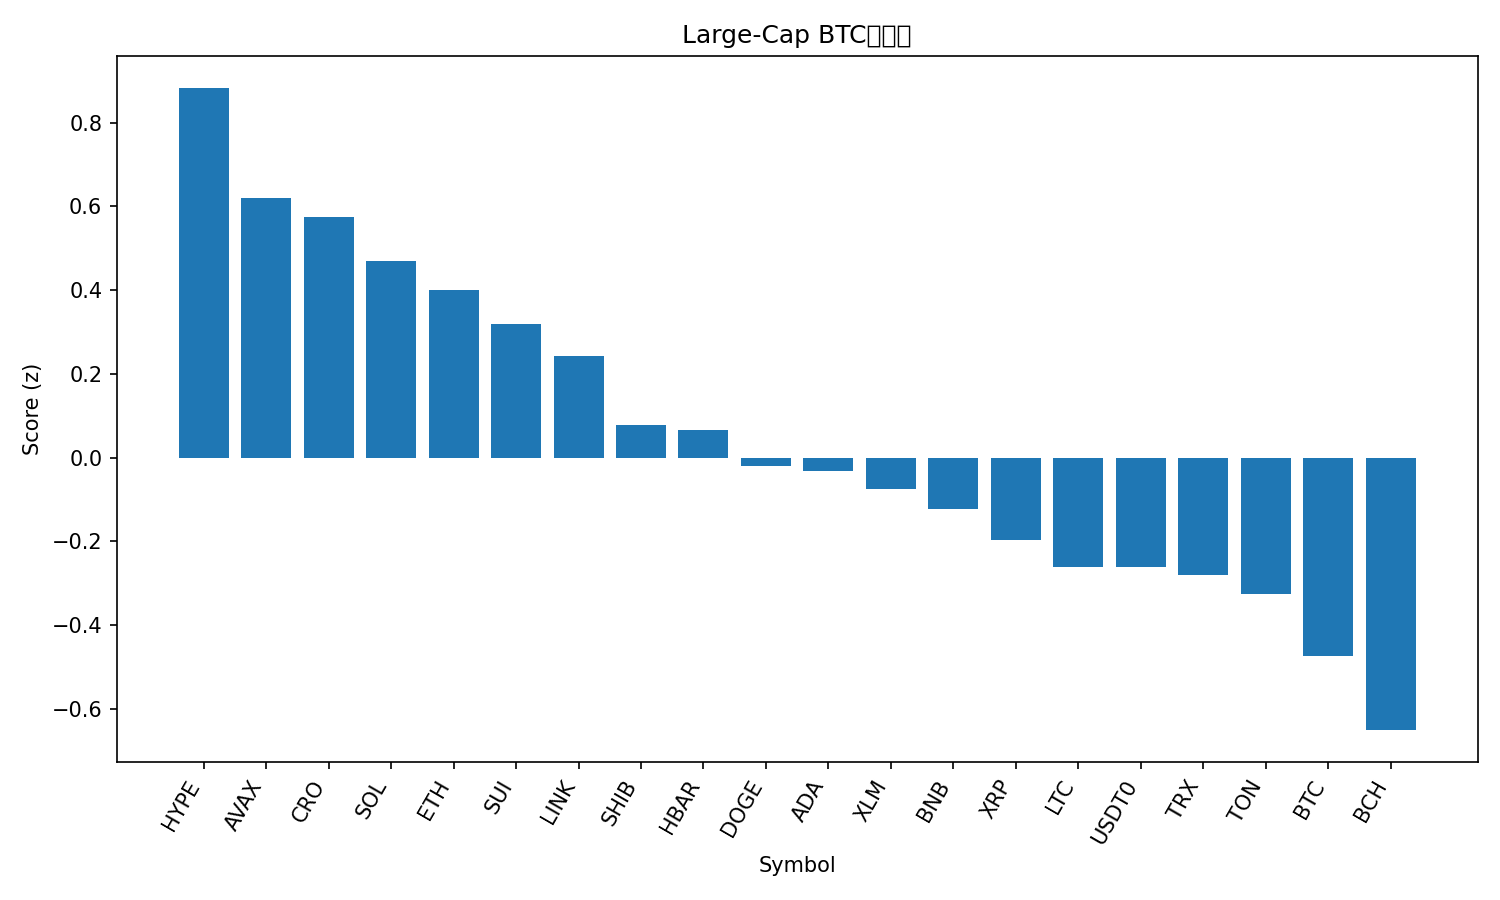 Large-Cap BTC
0.8
0.6
0.4
0.2
0.0
−0.2
−0.4
−0.6
Score (z)
HYPE
AVAX
CRO
SOL
ETH
SUI
LINK
SHIB
HBAR
DOGE
ADA
XLM
BNB
XRP
LTC
USDT0
TRX
TON
BTC
BCH
Symbol